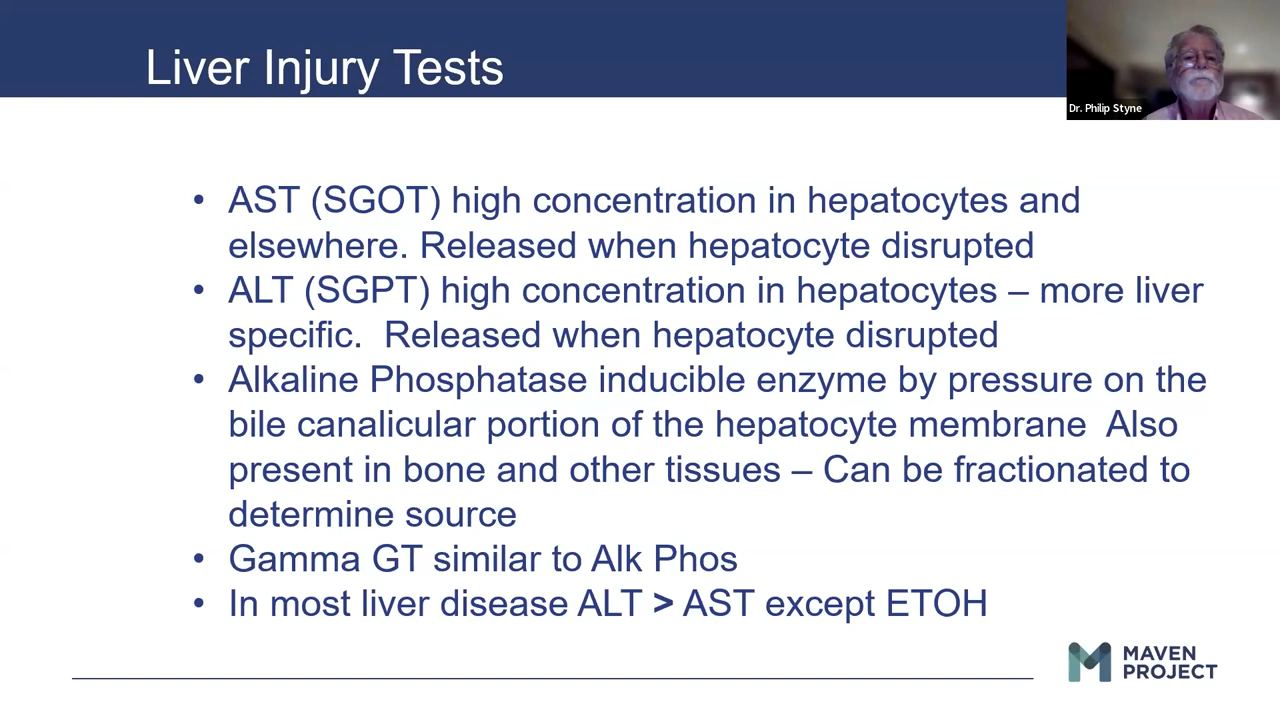 Liver Injury Tests
Dr. Philip Styne
• AST (SGOT) high concentration in hepatocytes and
elsewhere. Released when hepatocyte disrupted
• ALT (SGPT) high concentration in hepatocytes – more liver
specific.  Released when hepatocyte disrupted
• Alkaline Phosphatase inducible enzyme by pressure on the
bile canalicular portion of the hepatocyte membrane  Also
present in bone and other tissues – Can be fractionated to
determine source
• Gamma GT similar to Alk Phos
• In most liver disease ALT > AST except ETOH
MAVEN
PROJECT